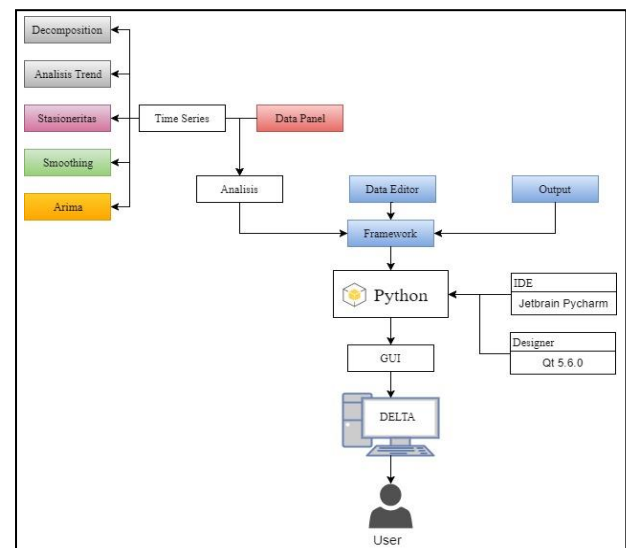 Decomposition
Analisis Trend
Stasioneritas
Time Series
Data Panel
Smoothing
Analisis
Data Editor
Output
Arima
Framework
Python
IDE
Jetbrain Pycharm
Designer
Qt 5.6.0
GUI
DELTA
User